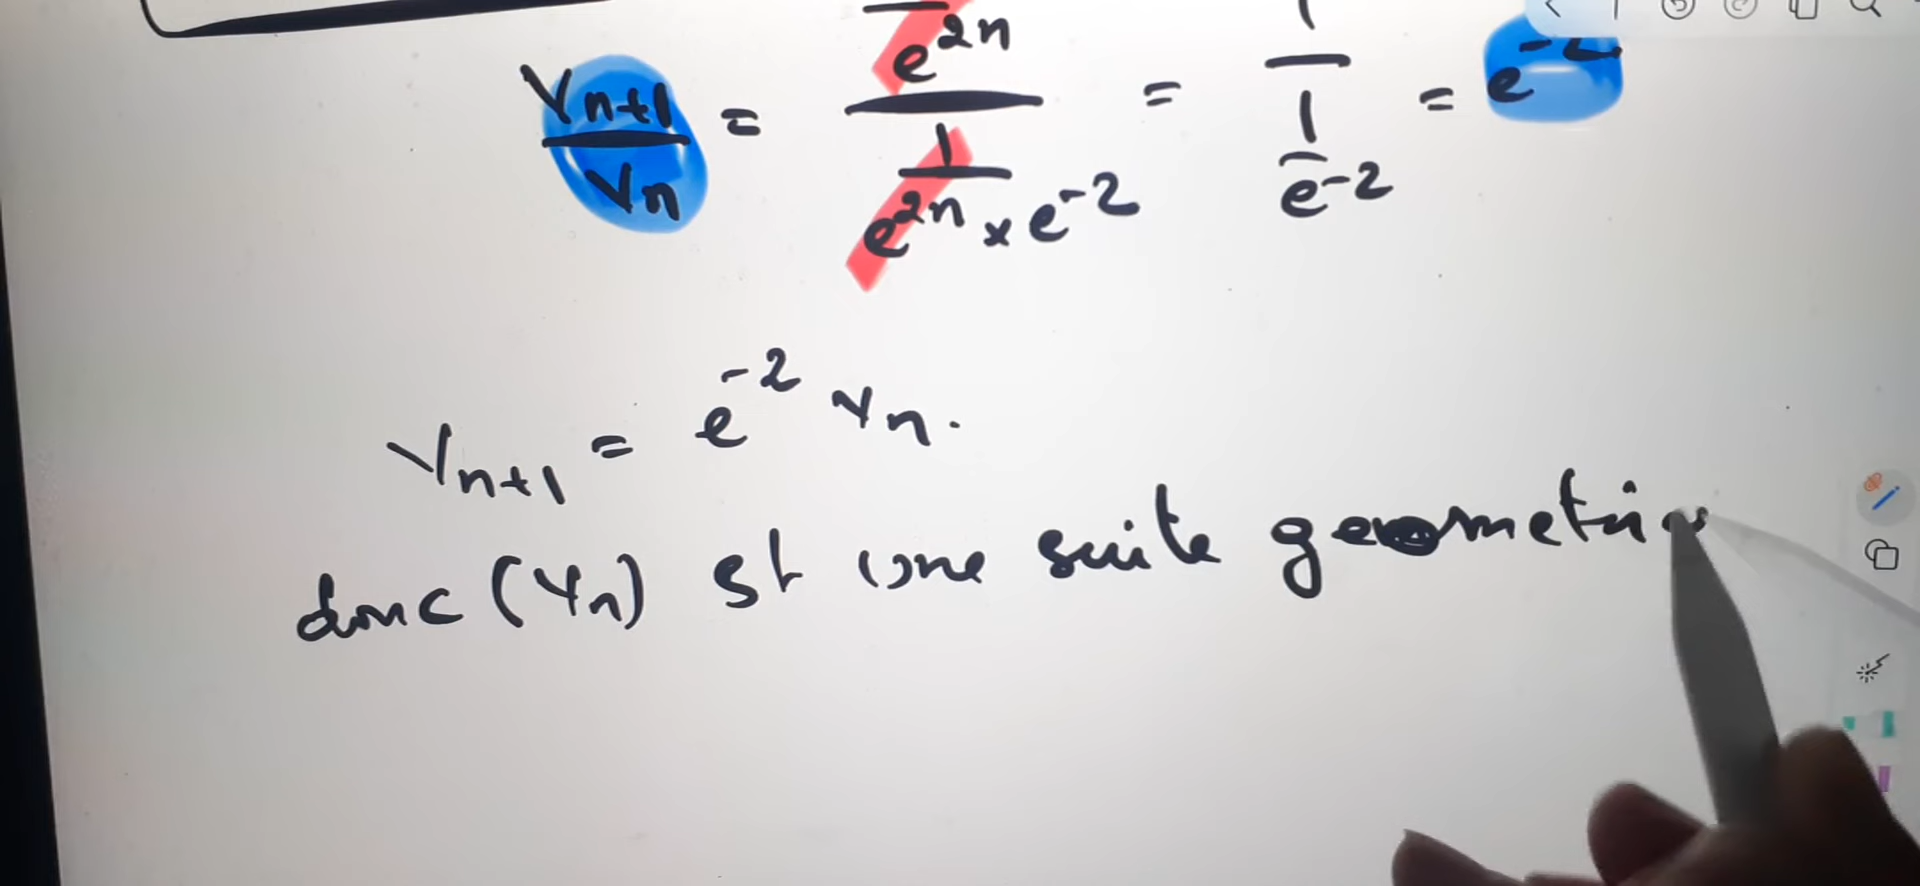 Vn+1 / Vn = e^2n / (1 / e^2n × e^-2) = 1 / (1 / e^-2) = e^-2
Vn+1 = e^-2 Vn.
donc (Vn) st une suite geometri